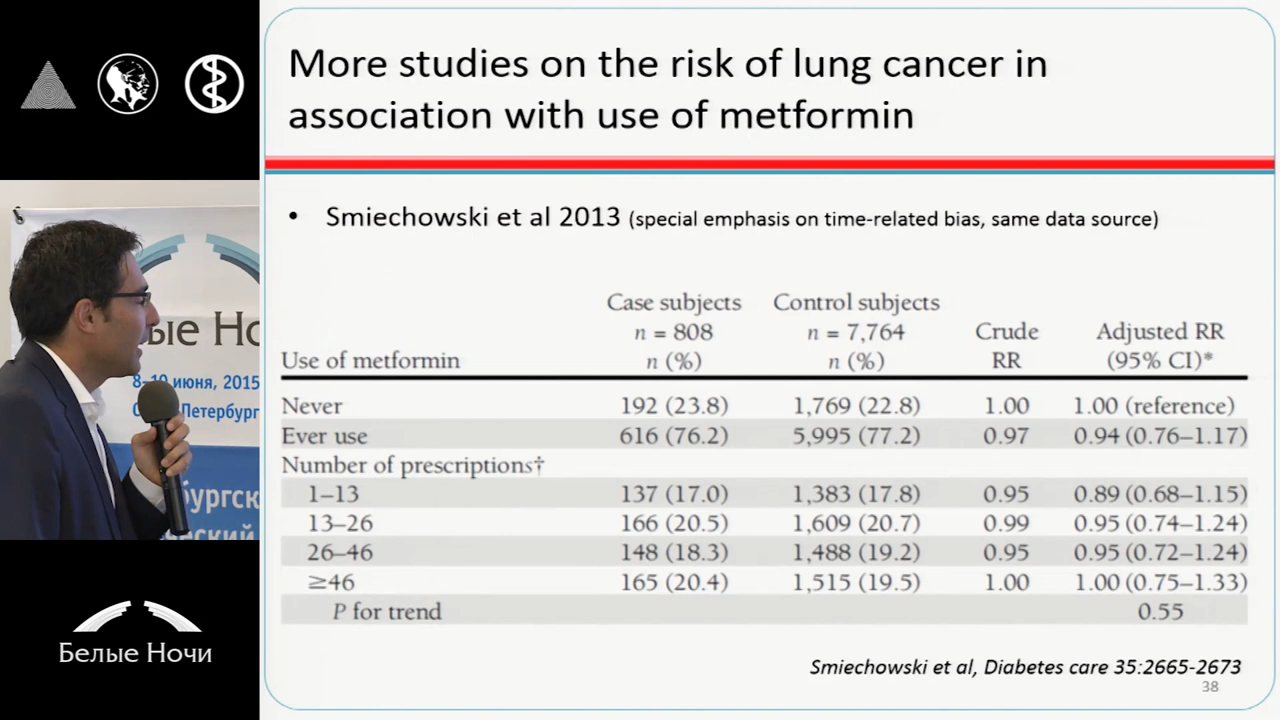 More studies on the risk of lung cancer in
association with use of metformin
• Smiechowski et al 2013 (special emphasis on time-related bias, same data source)
Case subjects Control subjects
n = 808 n = 7,764 Crude Adjusted RR
Use of metformin n (%) n (%) RR (95% CI)*
Never 192 (23.8) 1,769 (22.8) 1.00 1.00 (reference)
Ever use 616 (76.2) 5,995 (77.2) 0.97 0.94 (0.76–1.17)
Number of prescriptions†
1–13 137 (17.0) 1,383 (17.8) 0.95 0.89 (0.68–1.15)
13–26 166 (20.5) 1,609 (20.7) 0.99 0.95 (0.74–1.24)
26–46 148 (18.3) 1,488 (19.2) 0.95 0.95 (0.72–1.24)
≥46 165 (20.4) 1,515 (19.5) 1.00 1.00 (0.75–1.33)
P for trend 0.55
Smiechowski et al, Diabetes care 35:2665-2673
38
ые Но
8–10 июня, 2015
Петербург
бургск
еский
Белые Ночи